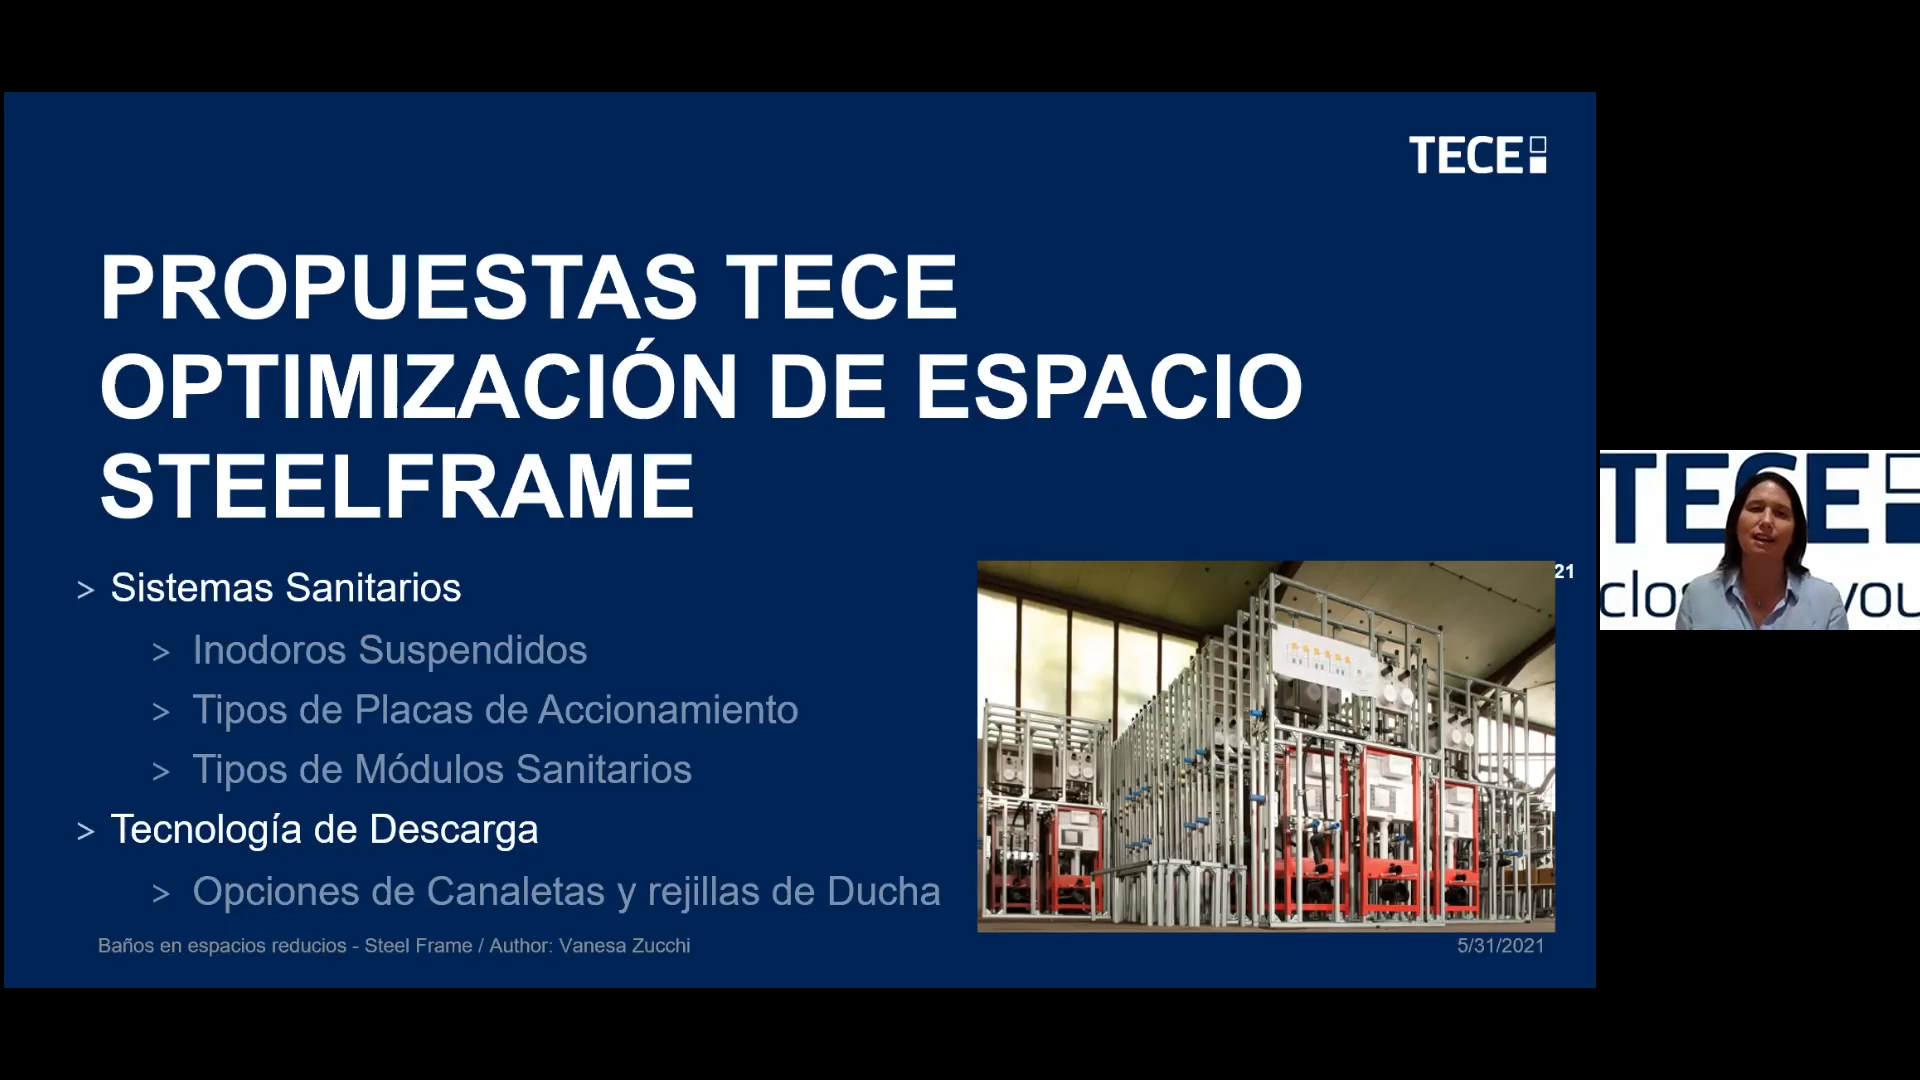 TECE
PROPUESTAS TECE
OPTIMIZACIÓN DE ESPACIO
STEELFRAME
> Sistemas Sanitarios
> Inodoros Suspendidos
> Tipos de Placas de Accionamiento
> Tipos de Módulos Sanitarios
> Tecnología de Descarga
> Opciones de Canaletas y rejillas de Ducha
21
Baños en espacios reducios - Steel Frame / Author: Vanesa Zucchi
5/31/2021
TECE
clos you